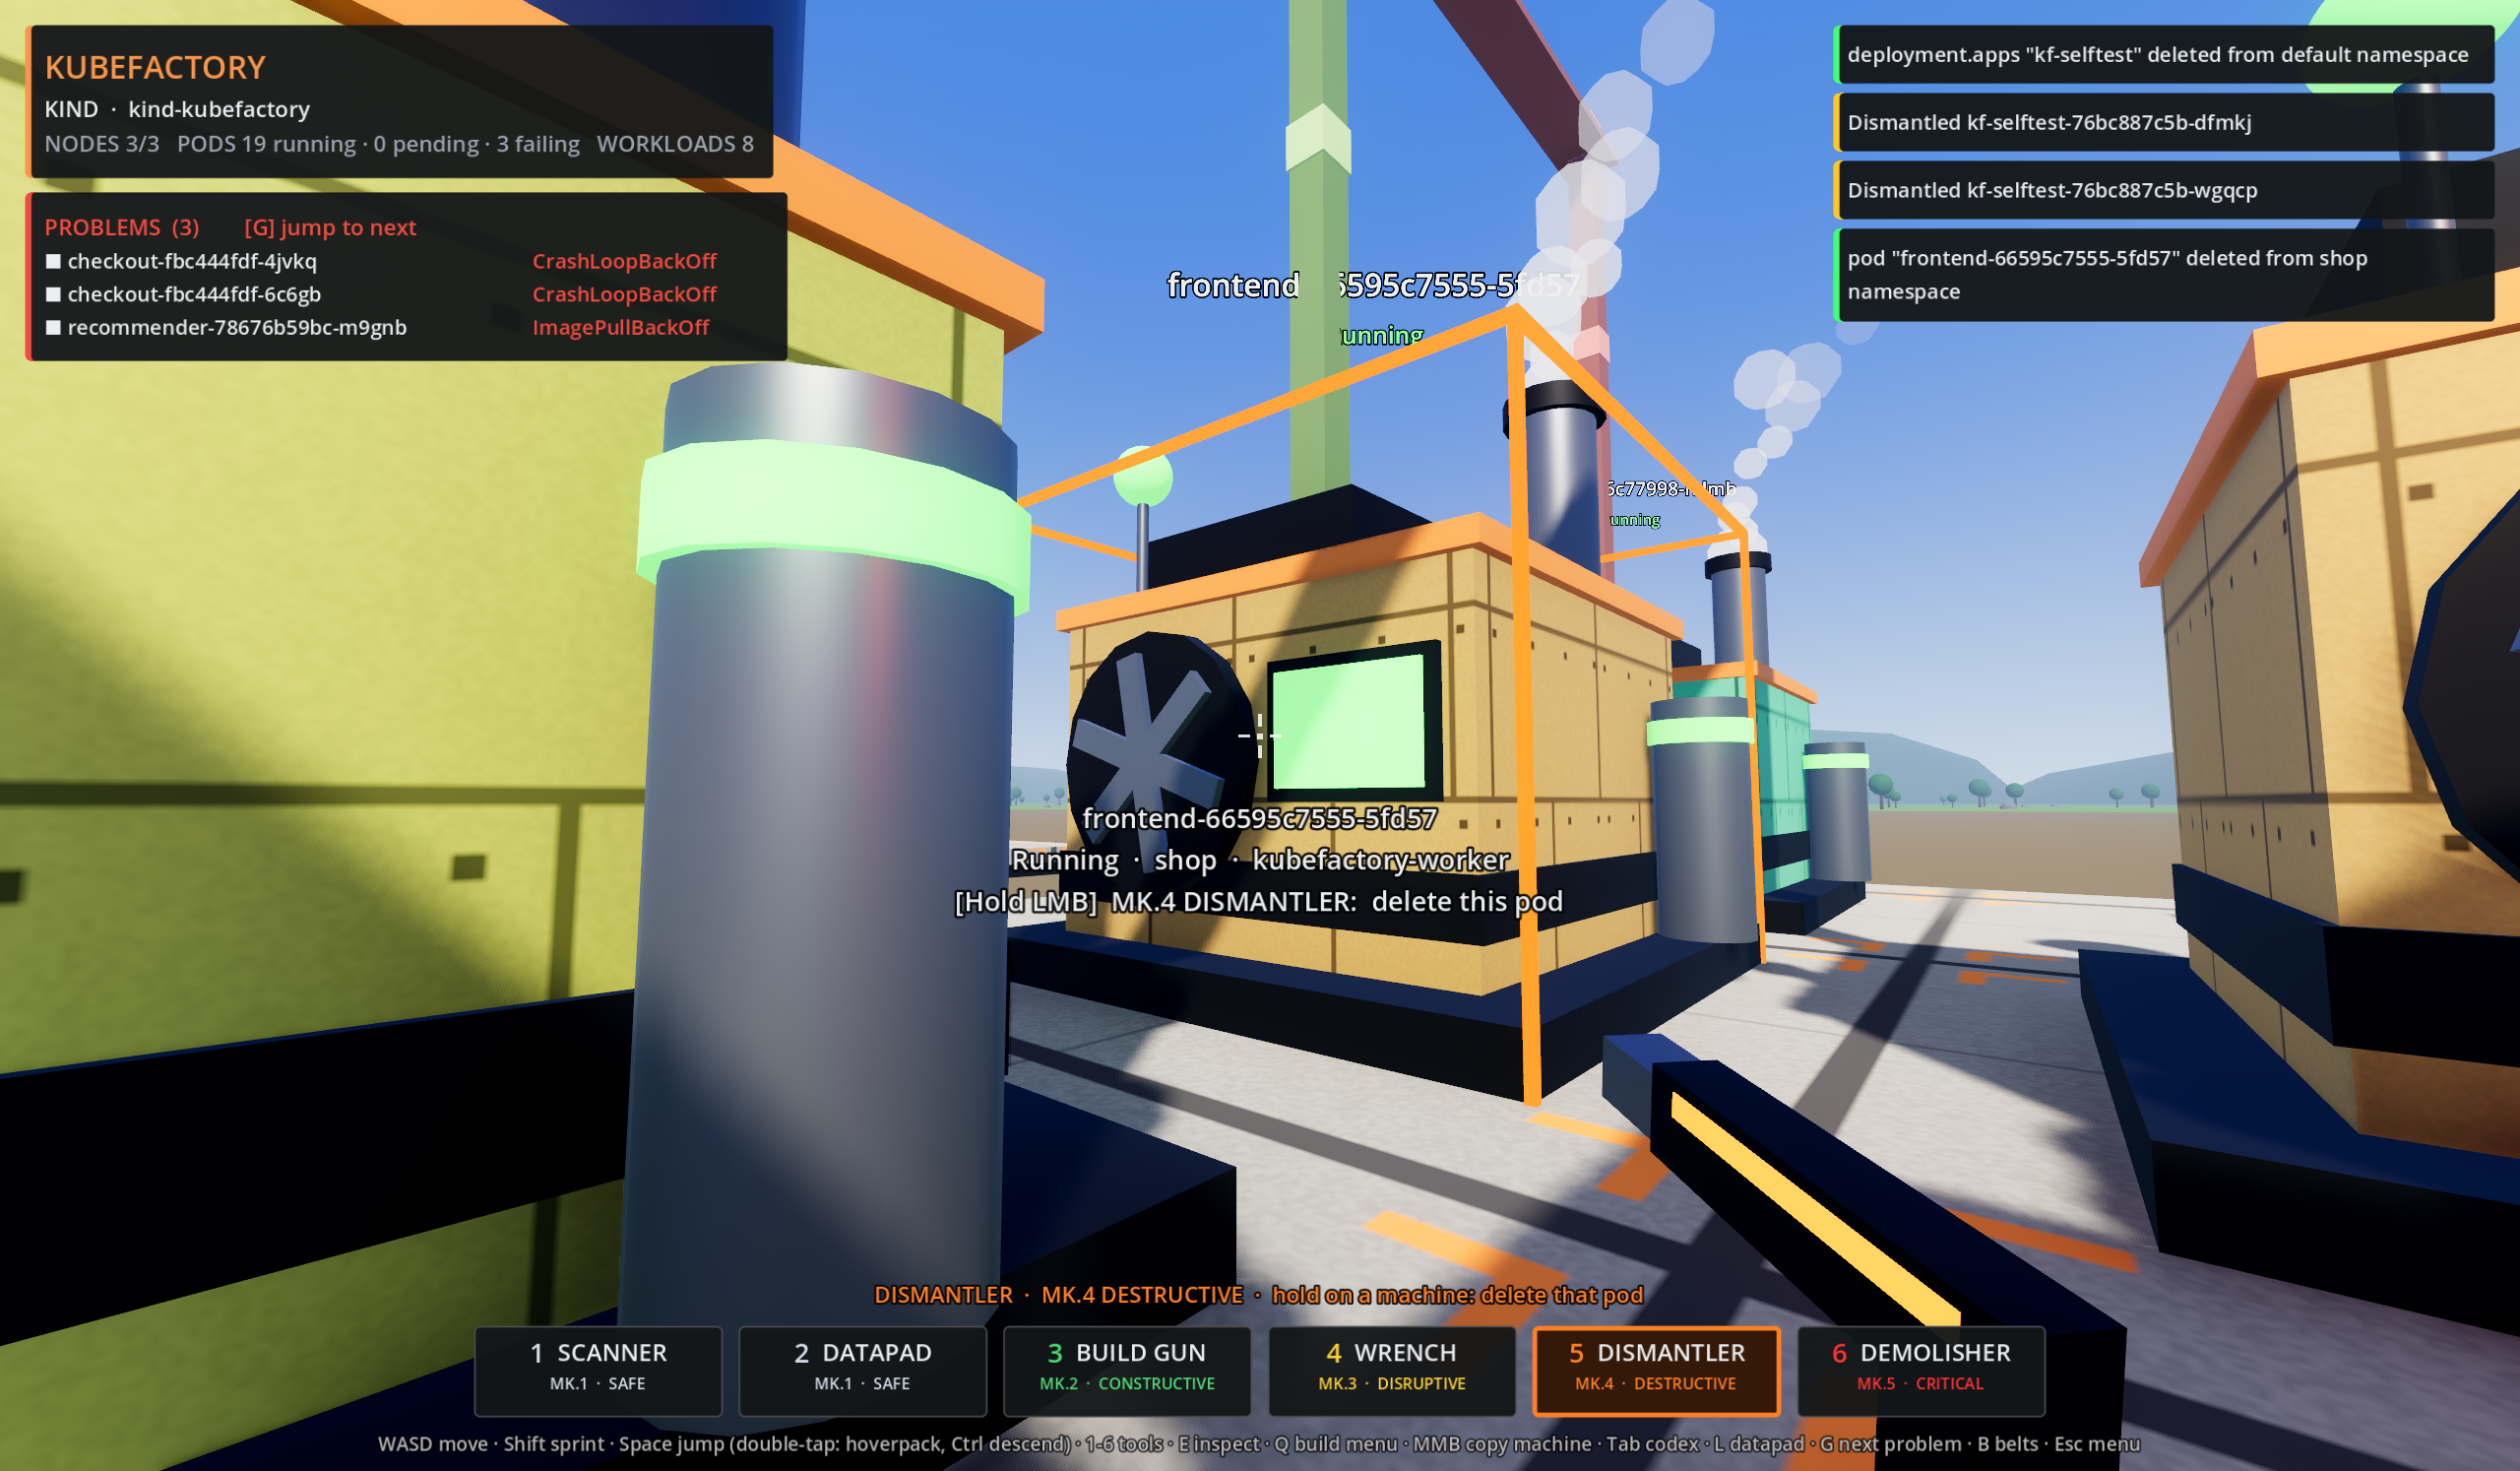 KUBEFACTORY
KIND · kind-kubefactory
NODES 3/3 PODS 19 running · 0 pending · 3 failing WORKLOADS 8
PROBLEMS (3) [G] jump to next
checkout-fbc444fdf-4jvkq CrashLoopBackOff
checkout-fbc444fdf-6c6gb CrashLoopBackOff
recommender-78676b59bc-m9gnb ImagePullBackOff
deployment.apps "kf-selftest" deleted from default namespace
Dismantled kf-selftest-76bc887c5b-dfmkj
Dismantled kf-selftest-76bc887c5b-wgqcp
pod "frontend-66595c7555-5fd57" deleted from shop
namespace
frontend 5595c7555-5fd57
unning
unning
frontend-66595c7555-5fd57
Running · shop · kubefactory-worker
[Hold LMB] MK.4 DISMANTLER: delete this pod
DISMANTLER · MK.4 DESTRUCTIVE · hold on a machine: delete that pod
1 SCANNER
MK.1 · SAFE
2 DATAPAD
MK.1 · SAFE
3 BUILD GUN
MK.2 · CONSTRUCTIVE
4 WRENCH
MK.3 · DISRUPTIVE
5 DISMANTLER
MK.4 · DESTRUCTIVE
6 DEMOLISHER
MK.5 · CRITICAL
WASD move · Shift sprint · Space jump (double-tap: hoverpack, Ctrl descend) · 1-6 tools · E inspect · Q build menu · MMB copy machine · Tab codex · L datapad · G next problem · B belts · Esc menu